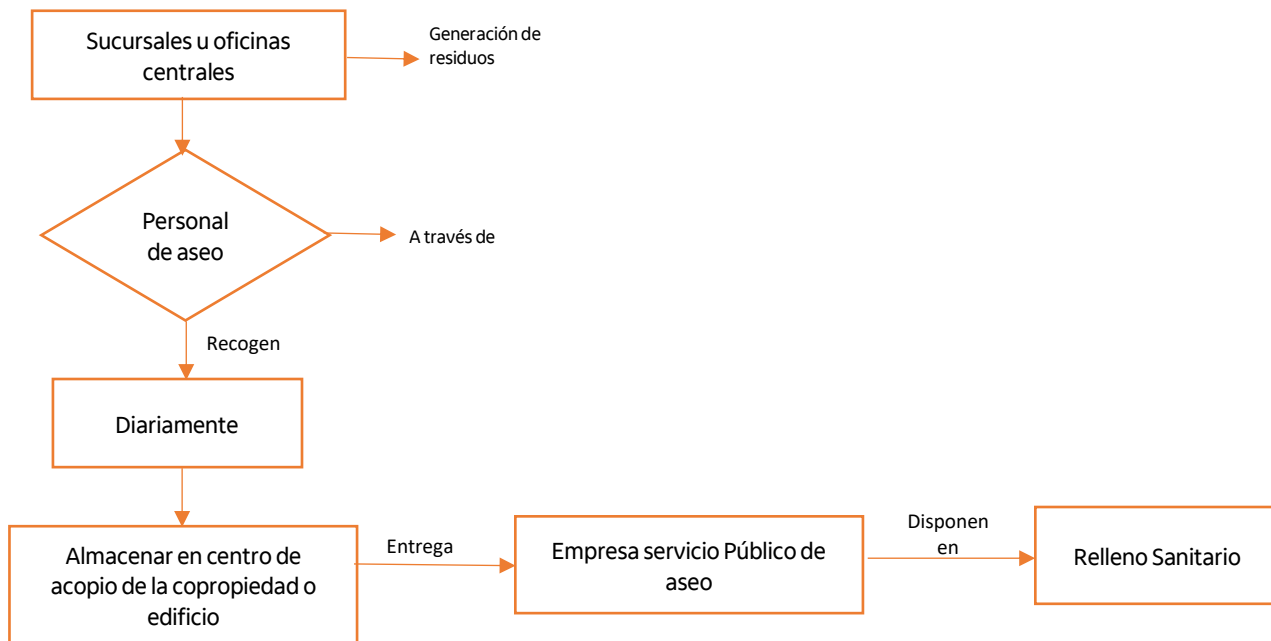 Sucursales u oficinas
centrales
Generación de
residuos
Personal
de aseo
A través de
Recogen
Diariamente
Almacenar en centro de
acopio de la copropiedad o
edificio
Entrega
Empresa servicio Público de
aseo
Disponen
en
Relleno Sanitario